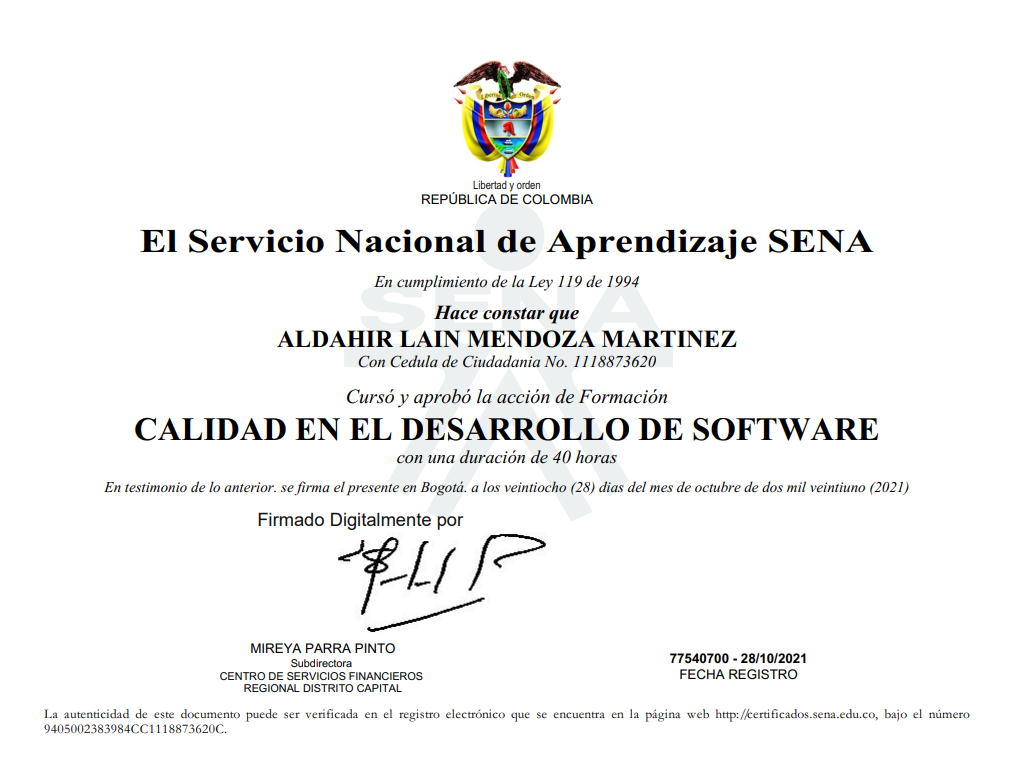 Libertad y Orden
Libertad y orden
REPÚBLICA DE COLOMBIA
El Servicio Nacional de Aprendizaje SENA
En cumplimiento de la Ley 119 de 1994
SENA
Hace constar que
ALDAHIR LAIN MENDOZA MARTINEZ
Con Cedula de Ciudadania No. 1118873620
Cursó y aprobó la acción de Formación
CALIDAD EN EL DESARROLLO DE SOFTWARE
con una duración de 40 horas
En testimonio de lo anterior. se firma el presente en Bogotá. a los veintiocho (28) dias del mes de octubre de dos mil veintiuno (2021)
Firmado Digitalmente por
MIREYA PARRA PINTO
Subdirectora
CENTRO DE SERVICIOS FINANCIEROS
REGIONAL DISTRITO CAPITAL
77540700 - 28/10/2021
FECHA REGISTRO
La autenticidad de este documento puede ser verificada en el registro electrónico que se encuentra en la página web http://certificados.sena.edu.co, bajo el número
9405002383984CC1118873620C.